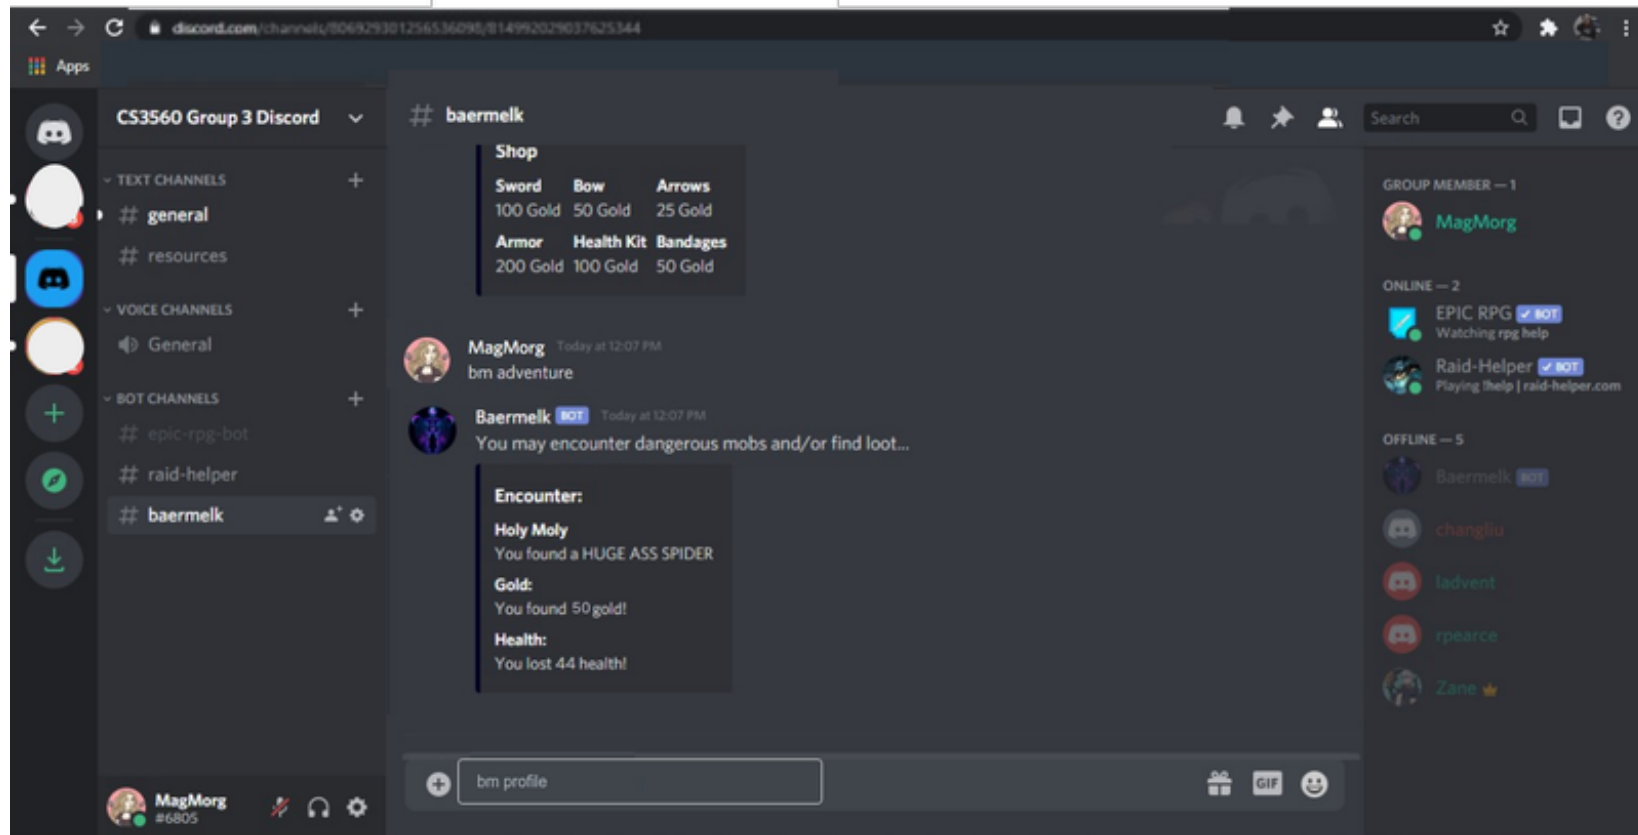 discord.com/channels/806929301256536098/814992029037625344
Apps
CS3560 Group 3 Discord
TEXT CHANNELS
# general
# resources
VOICE CHANNELS
General
BOT CHANNELS
# epic-rpg-bot
# raid-helper
# baermelk
MagMorg
#6805
# baermelk
Search
Shop
Sword Bow Arrows
100 Gold 50 Gold 25 Gold
Armor Health Kit Bandages
200 Gold 100 Gold 50 Gold
MagMorg Today at 12:07 PM
bm adventure
Baermelk BOT Today at 12:07 PM
You may encounter dangerous mobs and/or find loot...
Encounter:
Holy Moly
You found a HUGE ASS SPIDER
Gold:
You found 50 gold!
Health:
You lost 44 health!
bm profile
GIF
GROUP MEMBER — 1
MagMorg
ONLINE — 2
EPIC RPG BOT
Watching rpg help
Raid-Helper BOT
Playing !help | raid-helper.com
OFFLINE — 5
Baermelk BOT
changliu
ladvent
rpearce
Zane